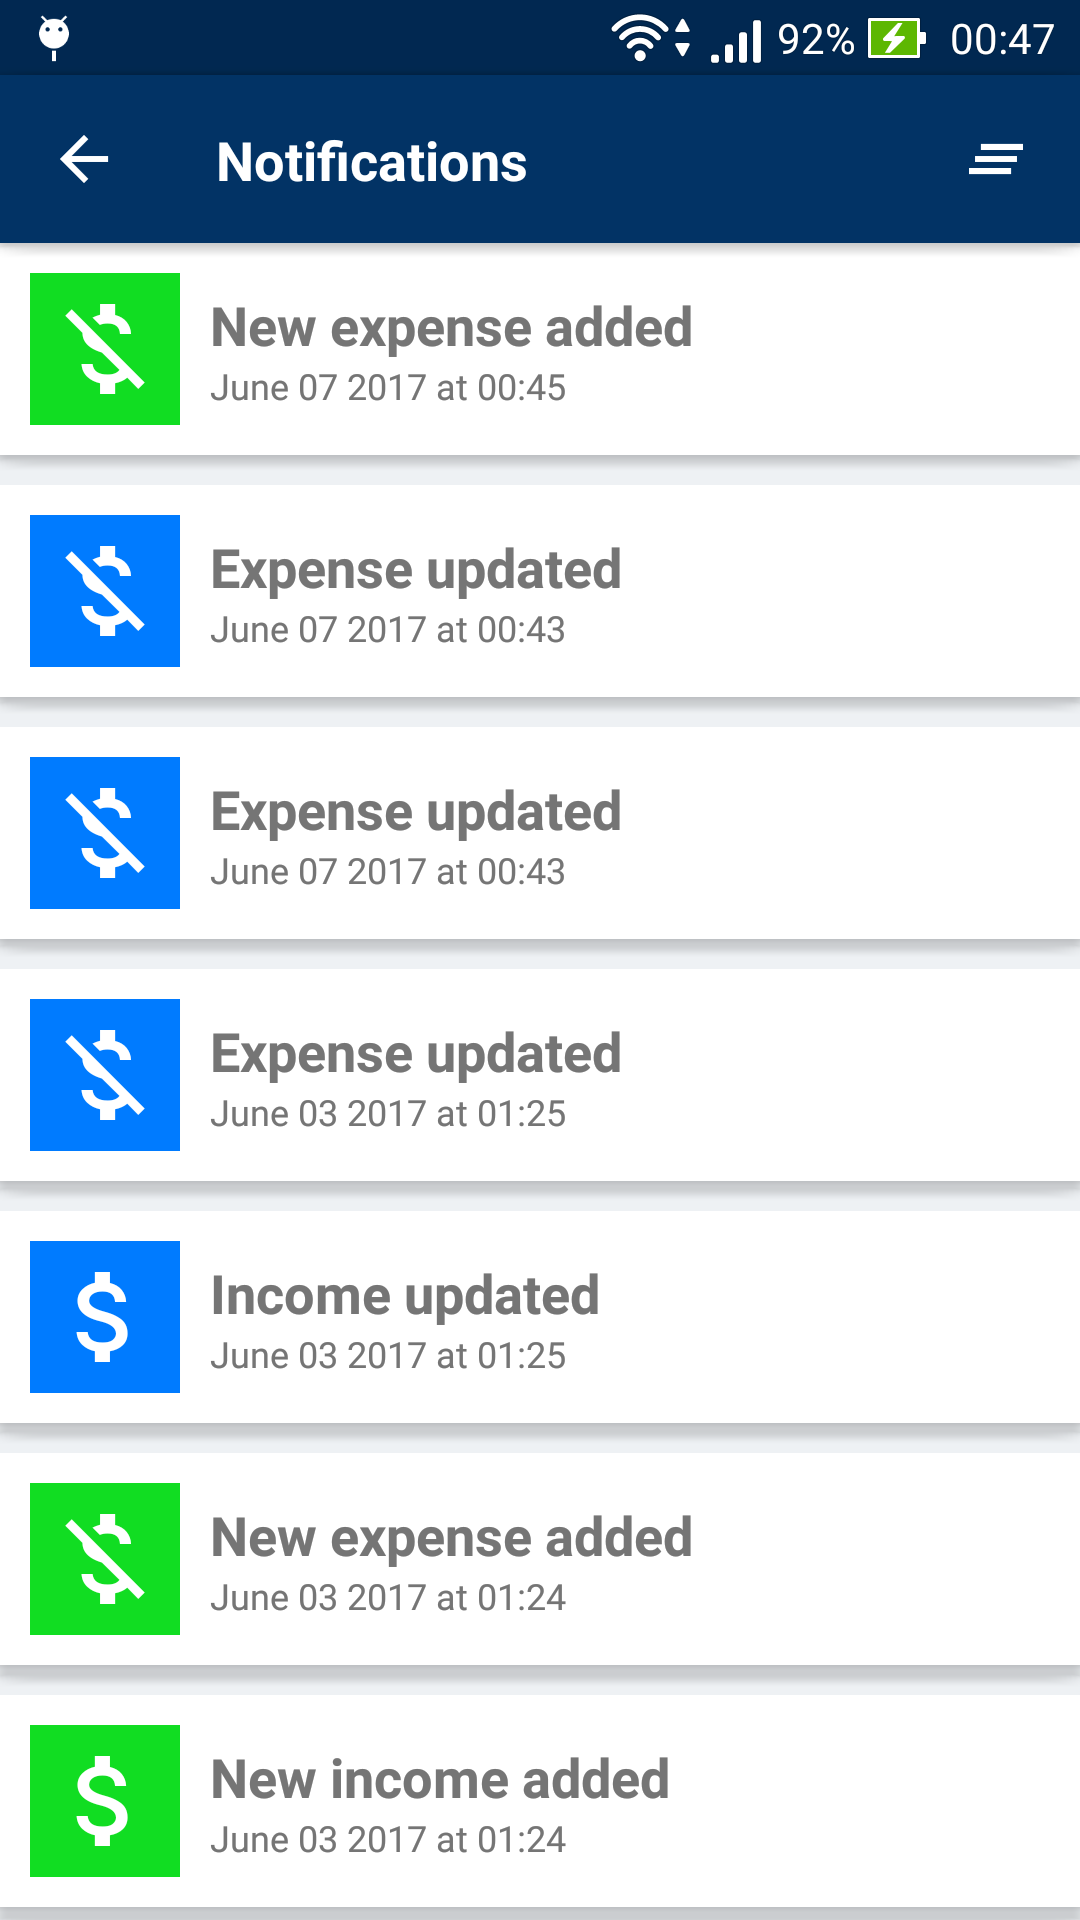 92% 00:47
Notifications
New expense added
June 07 2017 at 00:45
Expense updated
June 07 2017 at 00:43
Expense updated
June 07 2017 at 00:43
Expense updated
June 03 2017 at 01:25
Income updated
June 03 2017 at 01:25
New expense added
June 03 2017 at 01:24
New income added
June 03 2017 at 01:24